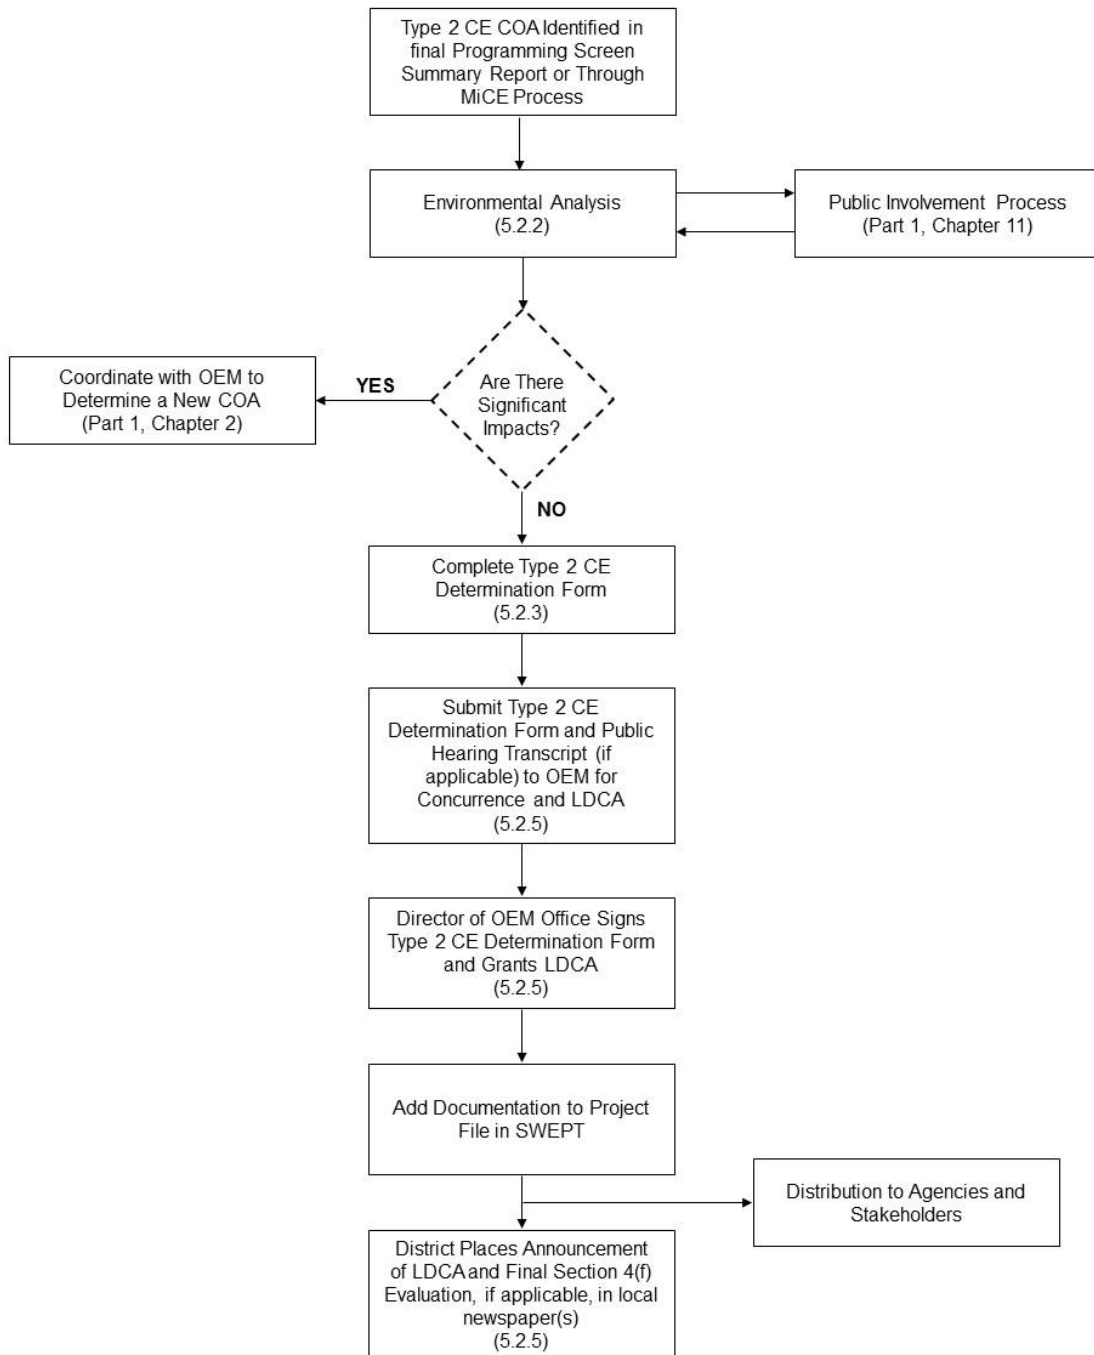 Type 2 CE COA Identified in
final Programming Screen
Summary Report or Through
MiCE Process
Environmental Analysis
(5.2.2)
Public Involvement Process
(Part 1, Chapter 11)
Are There
Significant
Impacts?
YES
Coordinate with OEM to
Determine a New COA
(Part 1, Chapter 2)
NO
Complete Type 2 CE
Determination Form
(5.2.3)
Submit Type 2 CE
Determination Form and Public
Hearing Transcript (if
applicable) to OEM for
Concurrence and LDCA
(5.2.5)
Director of OEM Office Signs
Type 2 CE Determination Form
and Grants LDCA
(5.2.5)
Add Documentation to Project
File in SWEPT
Distribution to Agencies and
Stakeholders
District Places Announcement
of LDCA and Final Section 4(f)
Evaluation, if applicable, in local
newspaper(s)
(5.2.5)